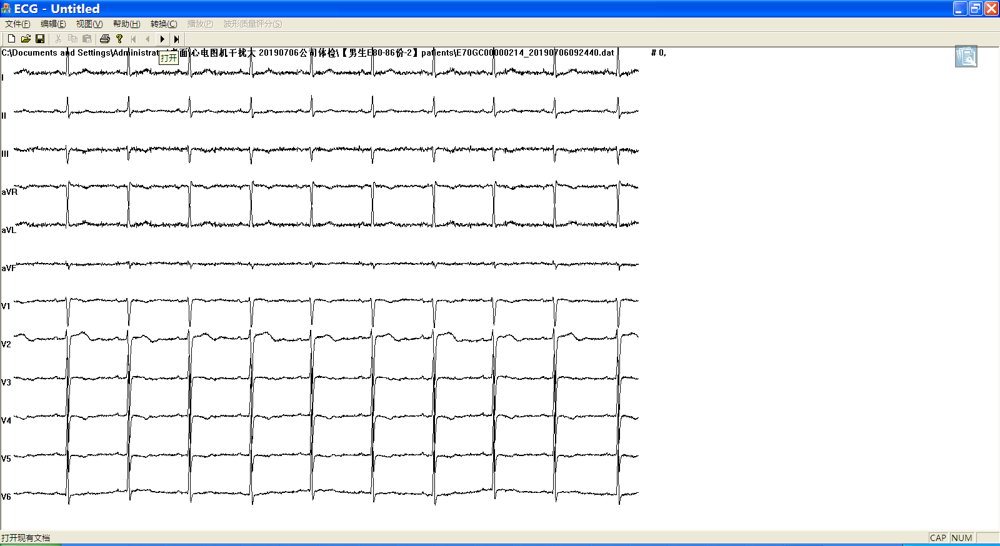 ECG - Untitled
文件(F) 编辑(E) 视图(V) 帮助(H) 转换(C) 播放(P) 波形质量评分(S)
C:\Documents and Settings\Administrat 桌面\心电图机干扰大 20190706公司体检\【男生E80-86份-2】patients\E70GC00000214_20190706092440.dat # 0,
打开
I
II
III
aVR
aVL
aVF
V1
V2
V3
V4
V5
V6
打开现有文档 CAP NUM